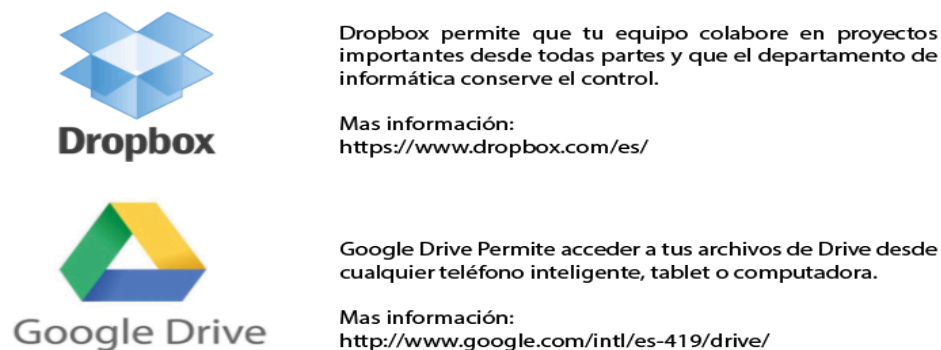 Dropbox
Dropbox permite que tu equipo colabore en proyectos
importantes desde todas partes y que el departamento de
informática conserve el control.
Mas información:
https://www.dropbox.com/es/
Google Drive
Google Drive Permite acceder a tus archivos de Drive desde
cualquier teléfono inteligente, tablet o computadora.
Mas información:
http://www.google.com/intl/es-419/drive/